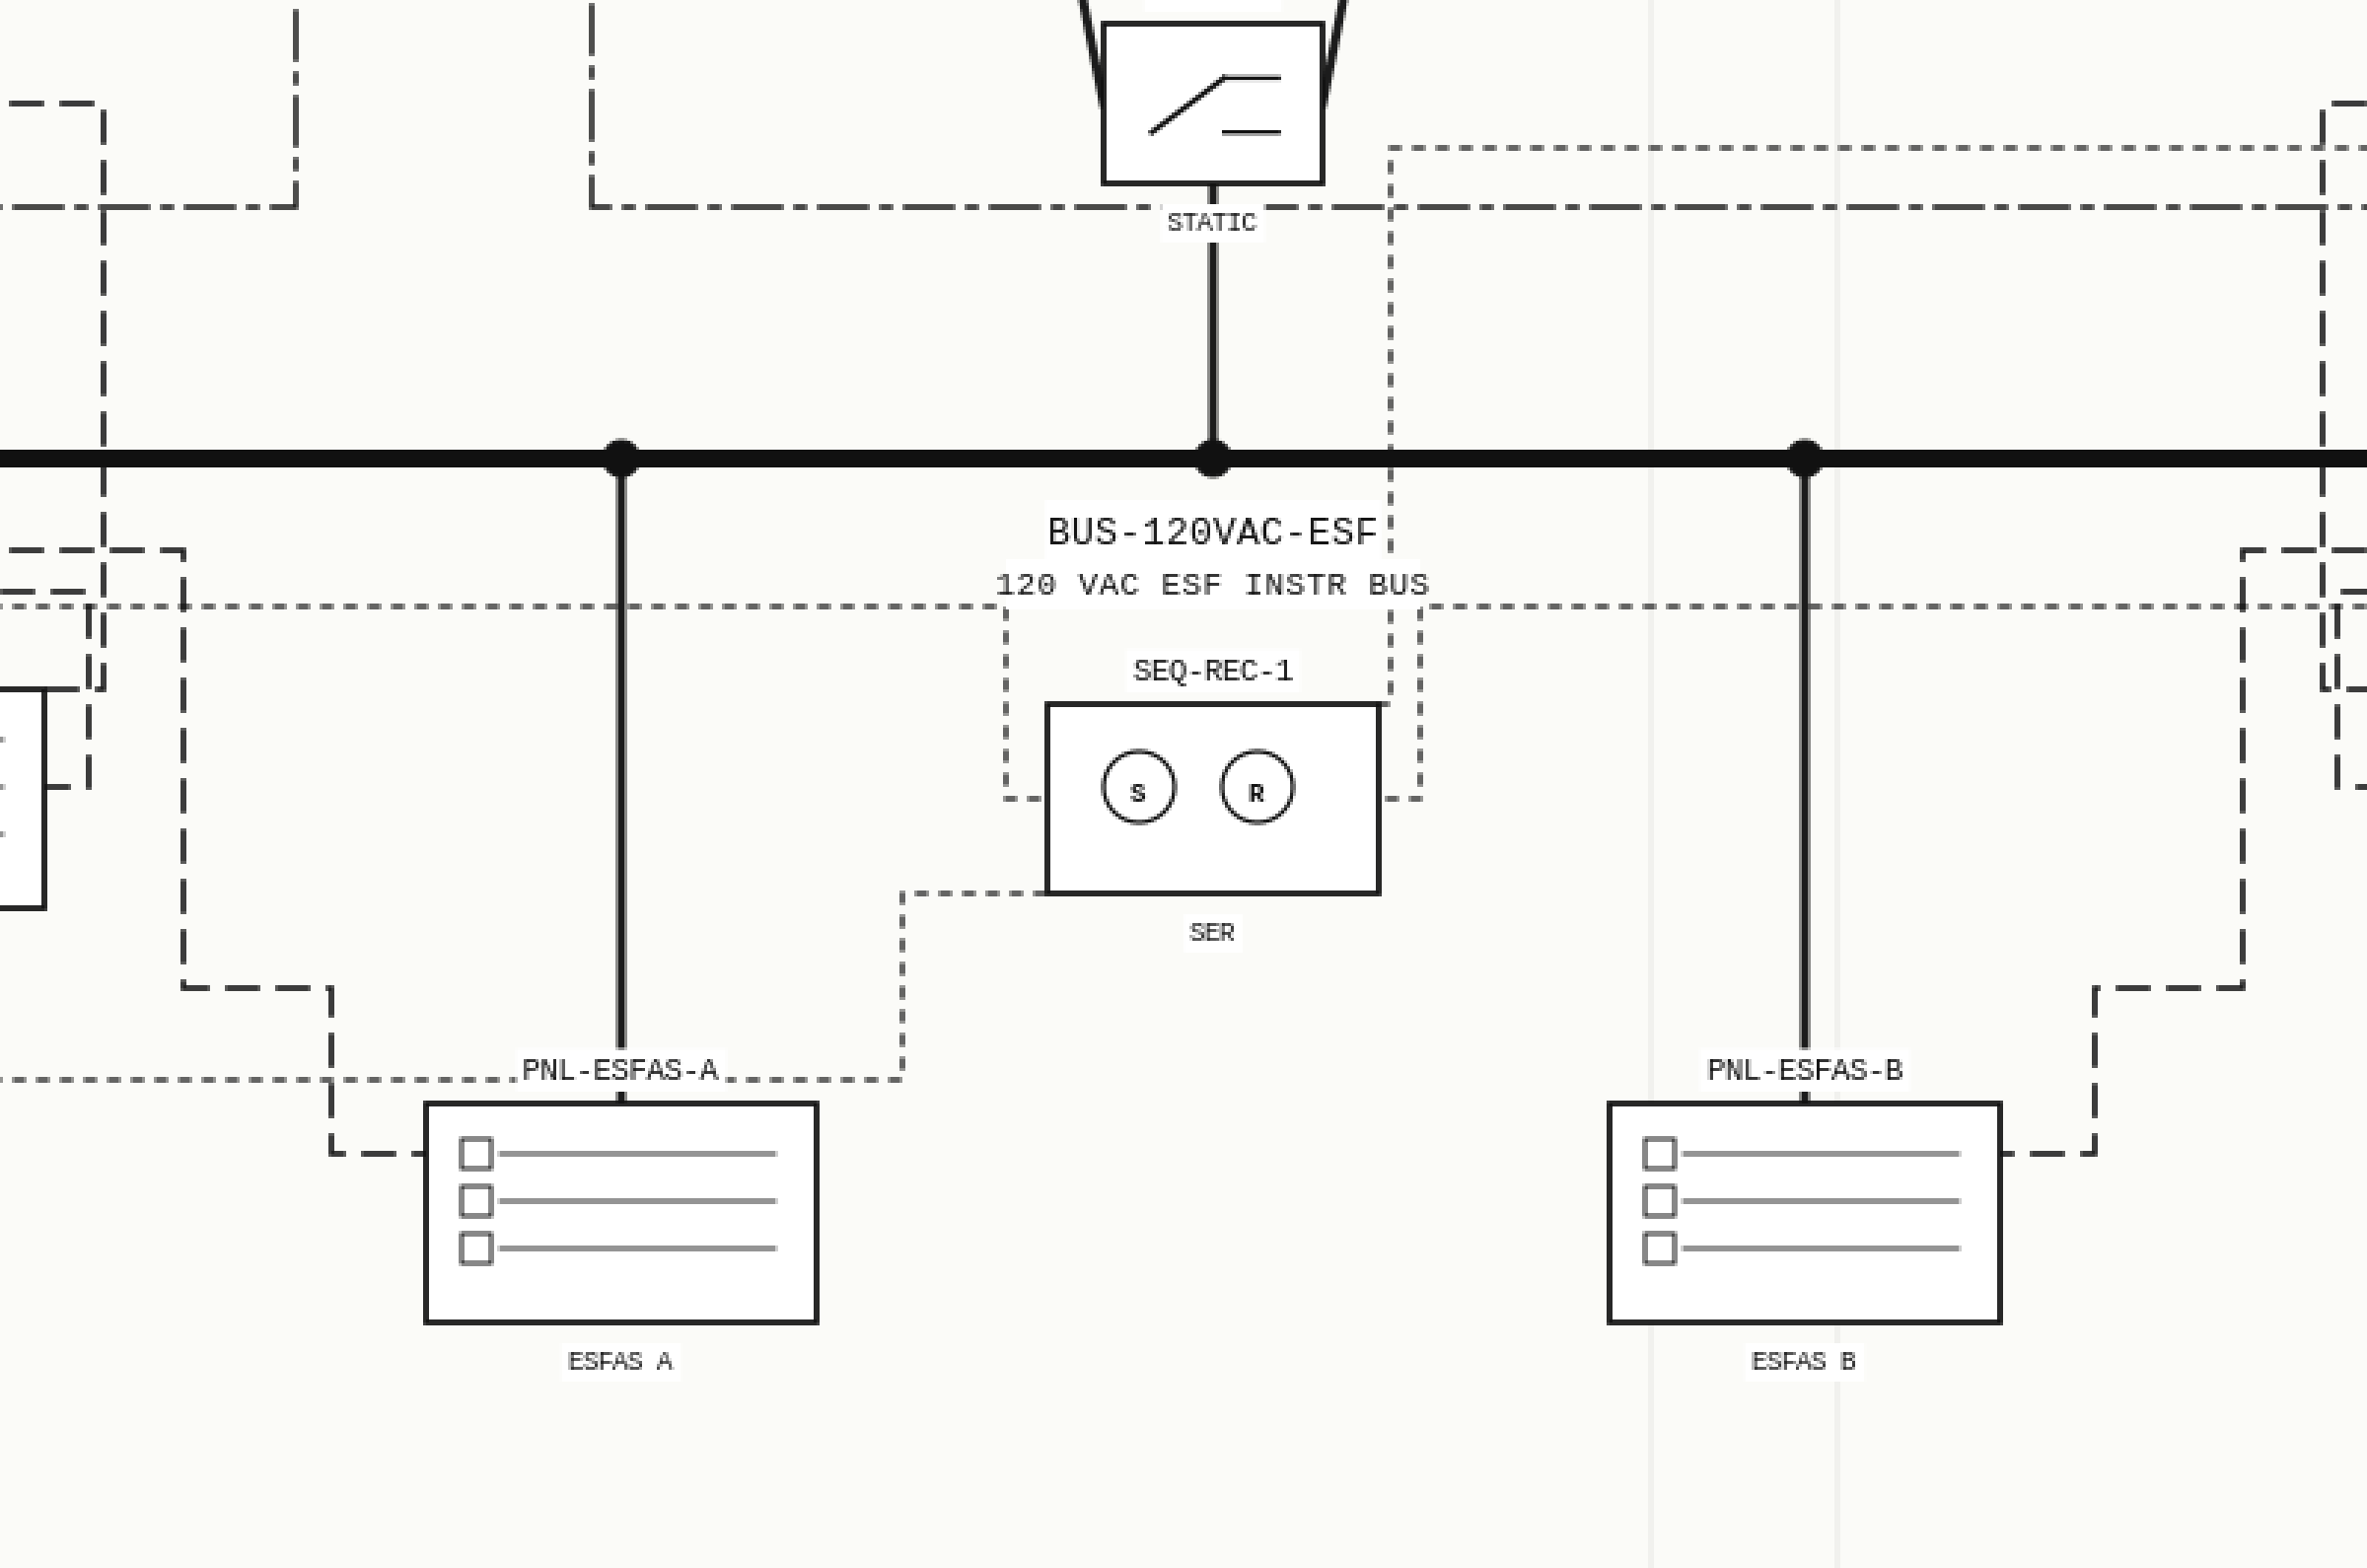 STATIC
BUS-120VAC-ESF
120 VAC ESF INSTR BUS
SEQ-REC-1
S R
SER
PNL-ESFAS-A
PNL-ESFAS-B
ESFAS A
ESFAS B